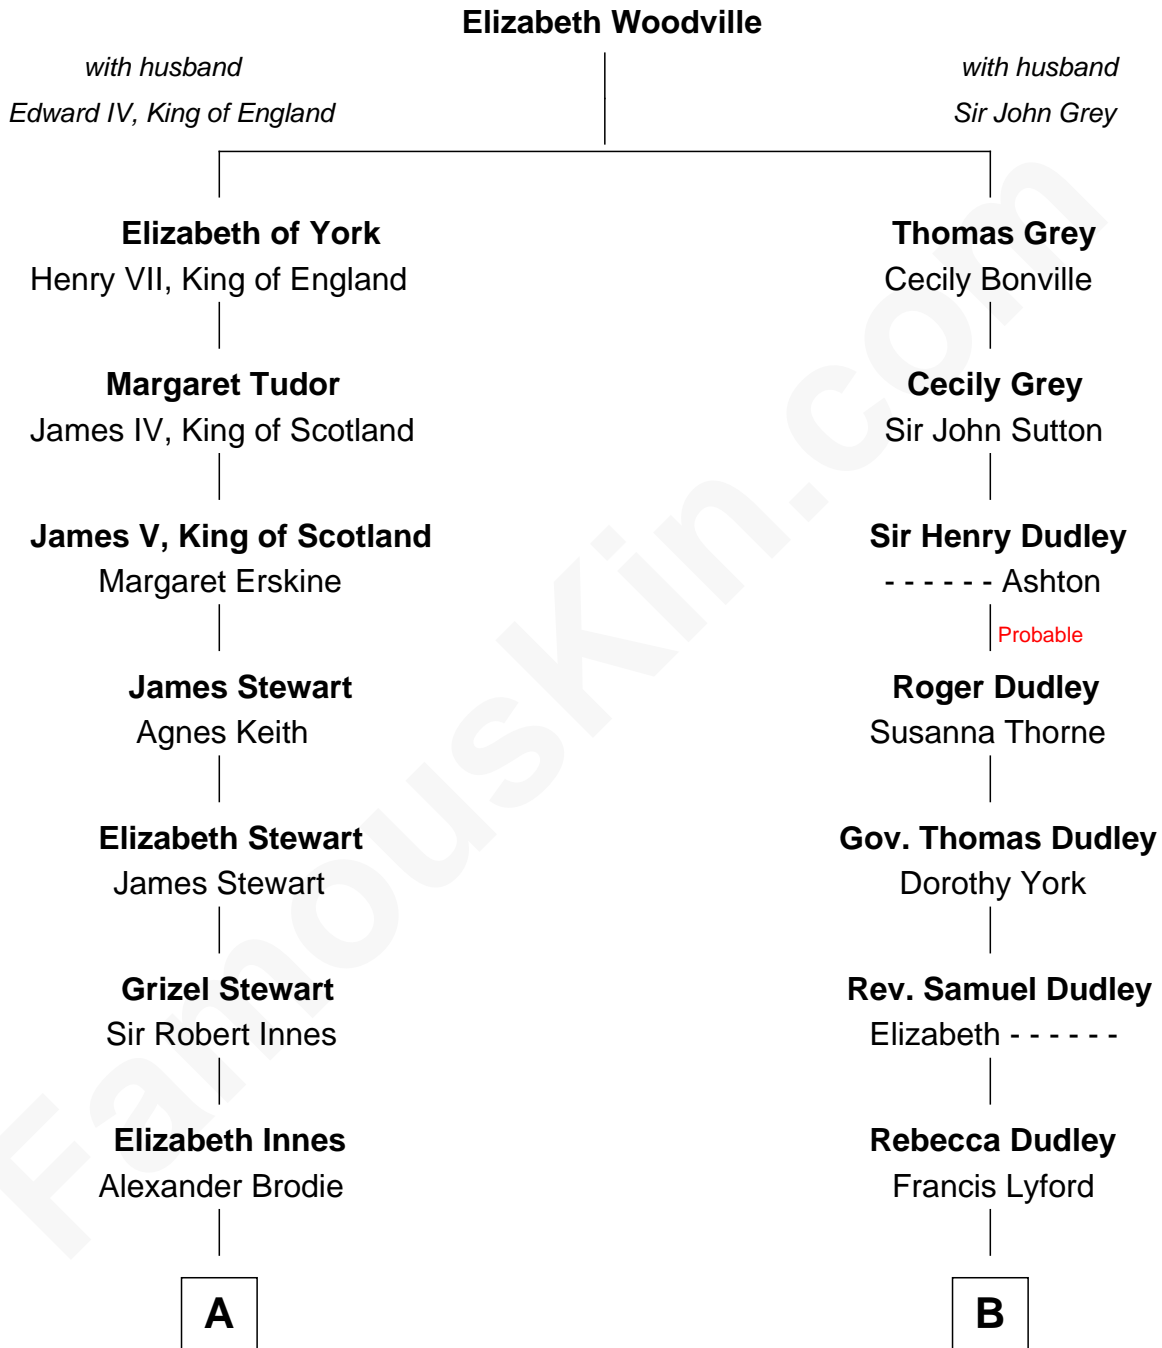 Elizabeth Woodville
with husband
Edward IV, King of England
with husband
Sir John Grey
Elizabeth of York
Henry VII, King of England
Thomas Grey
Cecily Bonville
Margaret Tudor
James IV, King of Scotland
Cecily Grey
Sir John Sutton
James V, King of Scotland
Margaret Erskine
Sir Henry Dudley
- - - - - - Ashton
Probable
James Stewart
Agnes Keith
Roger Dudley
Susanna Thorne
Elizabeth Stewart
James Stewart
Gov. Thomas Dudley
Dorothy York
Grizel Stewart
Sir Robert Innes
Rev. Samuel Dudley
Elizabeth - - - - - -
Elizabeth Innes
Alexander Brodie
Rebecca Dudley
Francis Lyford
A
B
FamousKin.com